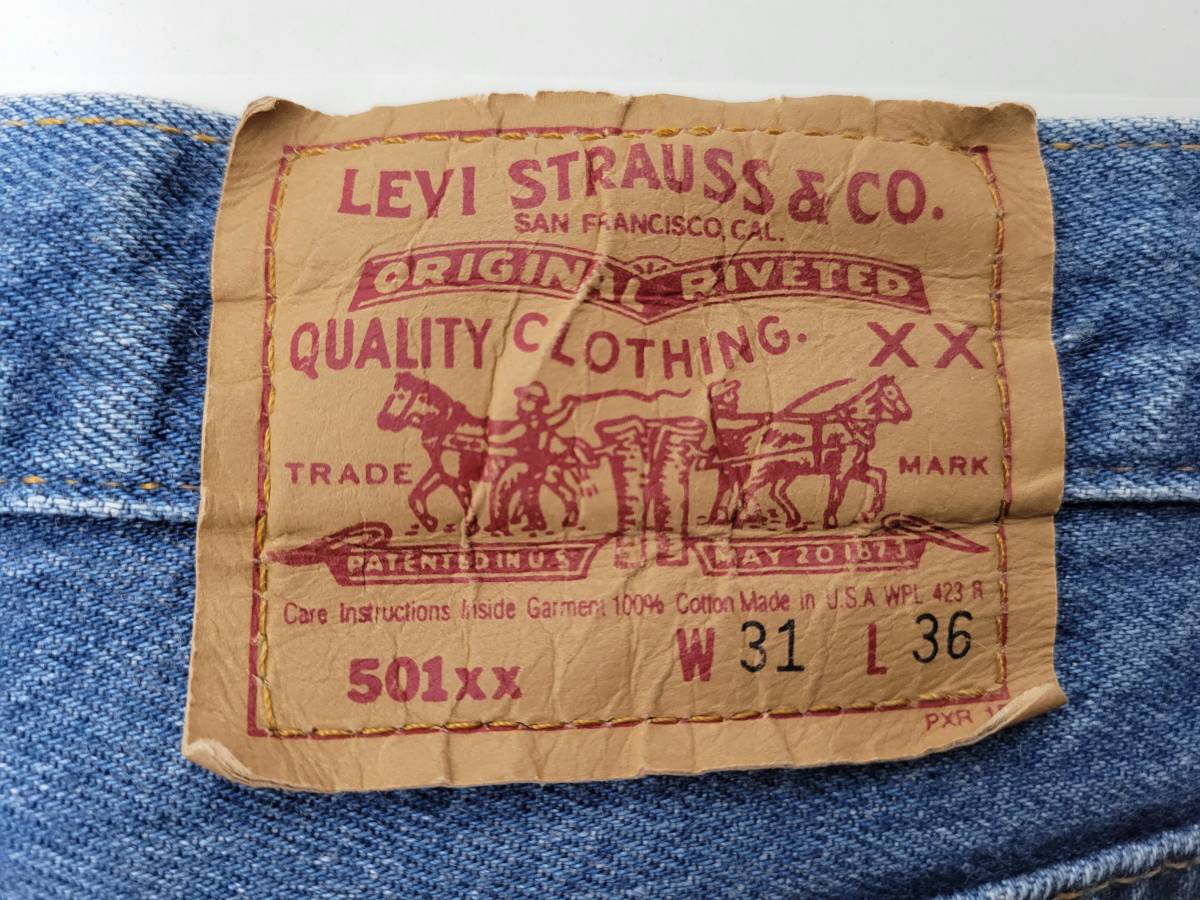 LEVI STRAUSS & CO.
SAN FRANCISCO, CAL.
ORIGINAL RIVETED
QUALITY CLOTHING. XX
TRADE MARK
PATENTED IN U.S. MAY 20 1873
Care Instructions Inside Garment 100% Cotton Made in U.S.A WPL 423 R
501xx W 31 L 36
PXR